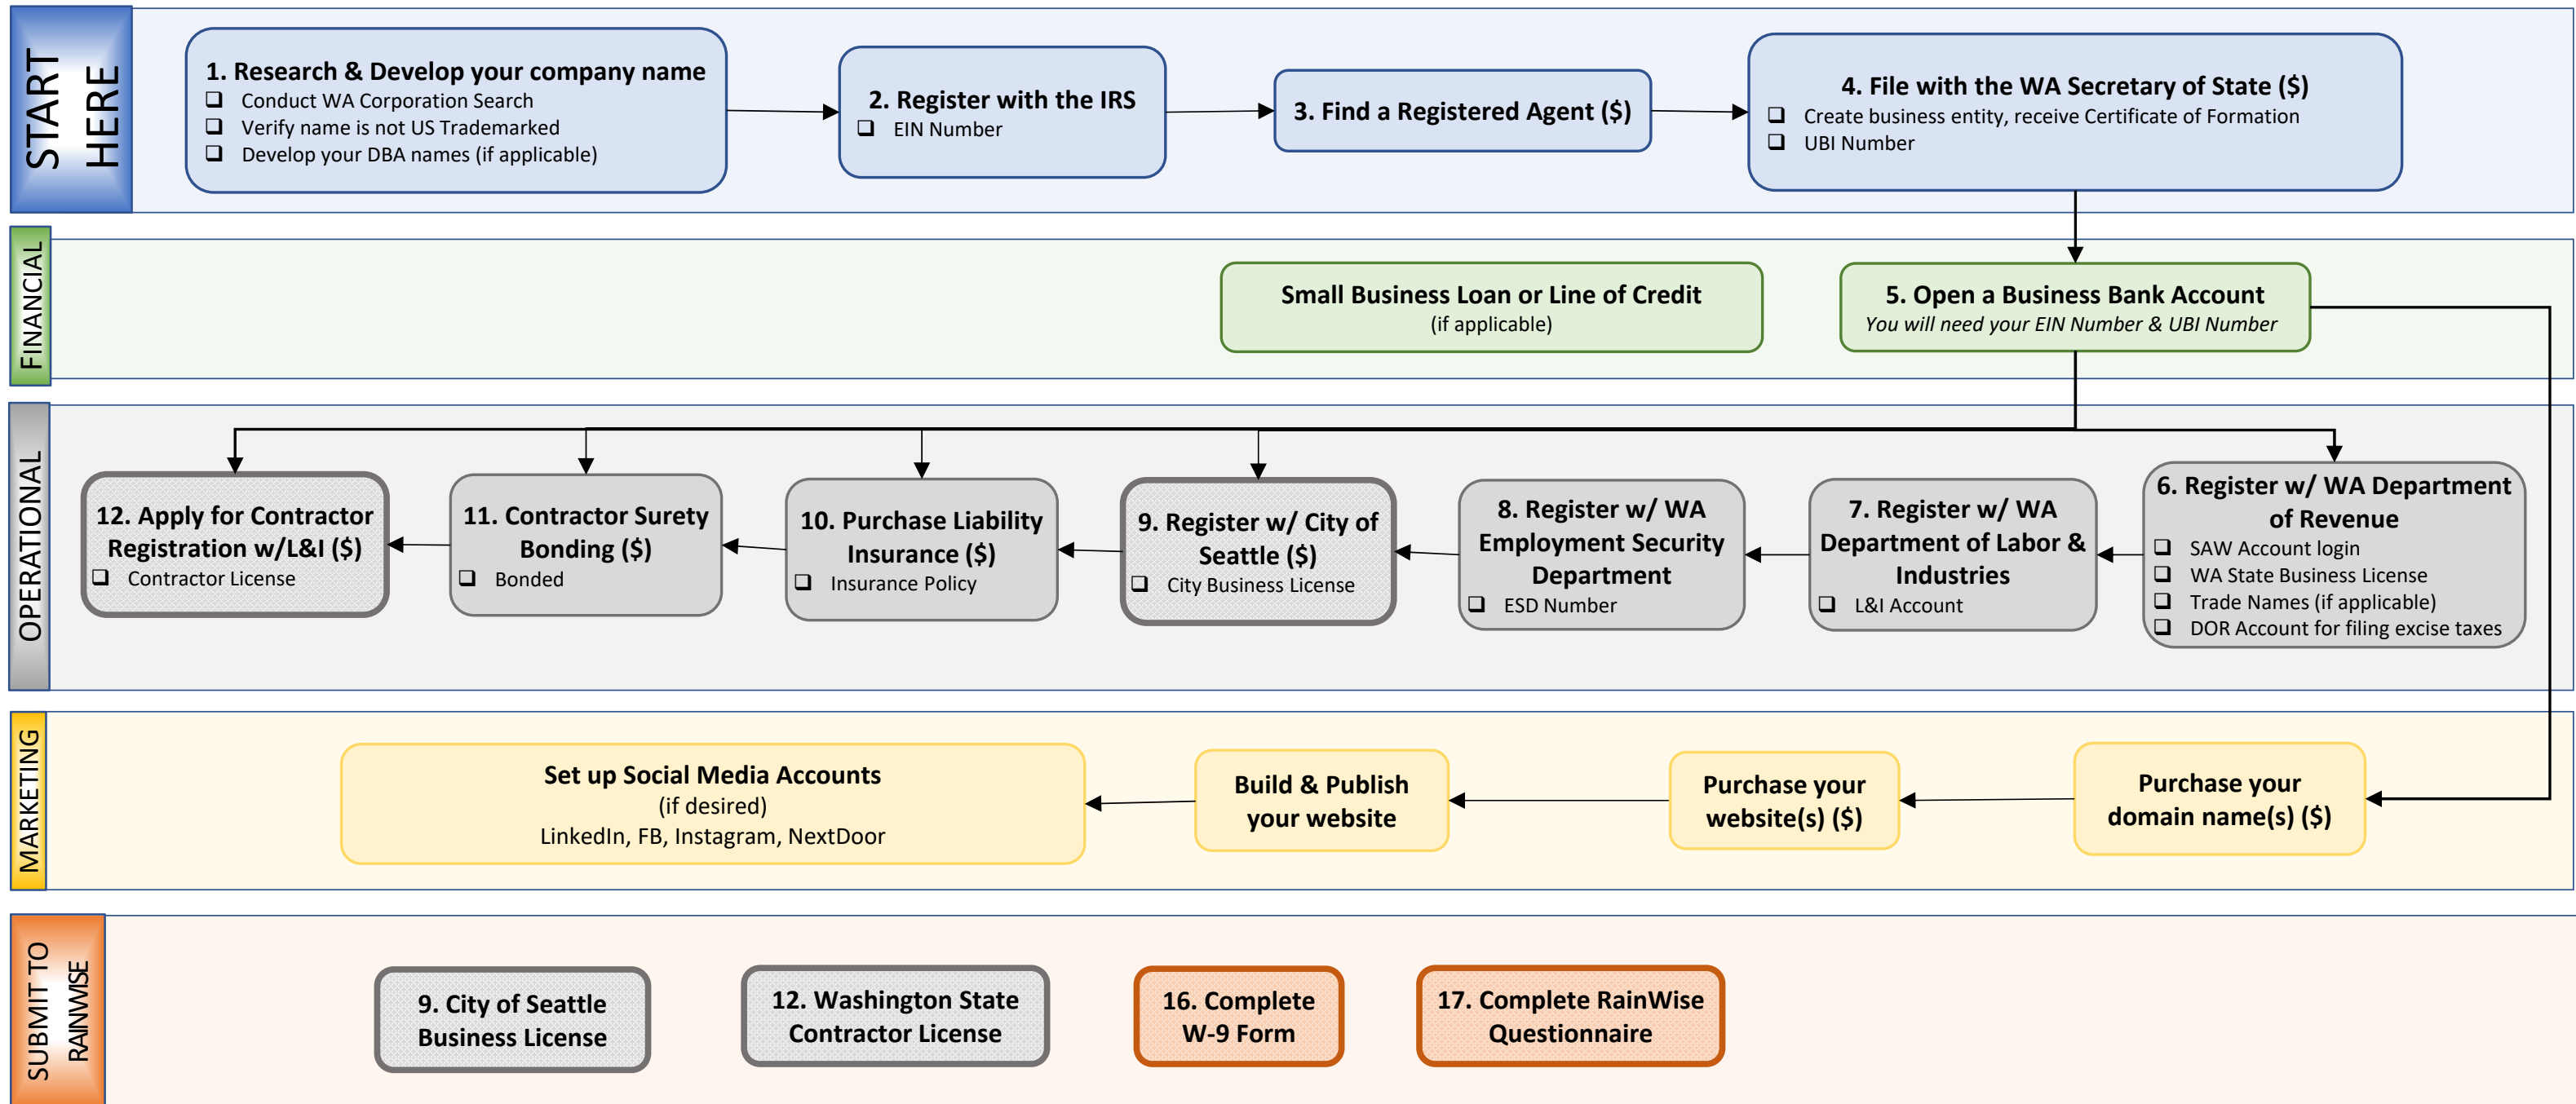 START
HERE
1. Research & Develop your company name
❑ Conduct WA Corporation Search
❑ Verify name is not US Trademarked
❑ Develop your DBA names (if applicable)
2. Register with the IRS
❑ EIN Number
3. Find a Registered Agent ($)
4. File with the WA Secretary of State ($)
❑ Create business entity, receive Certificate of Formation
❑ UBI Number
FINANCIAL
Small Business Loan or Line of Credit
(if applicable)
5. Open a Business Bank Account
You will need your EIN Number & UBI Number
OPERATIONAL
12. Apply for Contractor
Registration w/L&I ($)
❑ Contractor License
11. Contractor Surety
Bonding ($)
❑ Bonded
10. Purchase Liability
Insurance ($)
❑ Insurance Policy
9. Register w/ City of
Seattle ($)
❑ City Business License
8. Register w/ WA
Employment Security
Department
❑ ESD Number
7. Register w/ WA
Department of Labor &
Industries
❑ L&I Account
6. Register w/ WA Department
of Revenue
❑ SAW Account login
❑ WA State Business License
❑ Trade Names (if applicable)
❑ DOR Account for filing excise taxes
MARKETING
Set up Social Media Accounts
(if desired)
LinkedIn, FB, Instagram, NextDoor
Build & Publish
your website
Purchase your
website(s) ($)
Purchase your
domain name(s) ($)
SUBMIT TO
RAINWISE
9. City of Seattle
Business License
12. Washington State
Contractor License
16. Complete
W-9 Form
17. Complete RainWise
Questionnaire